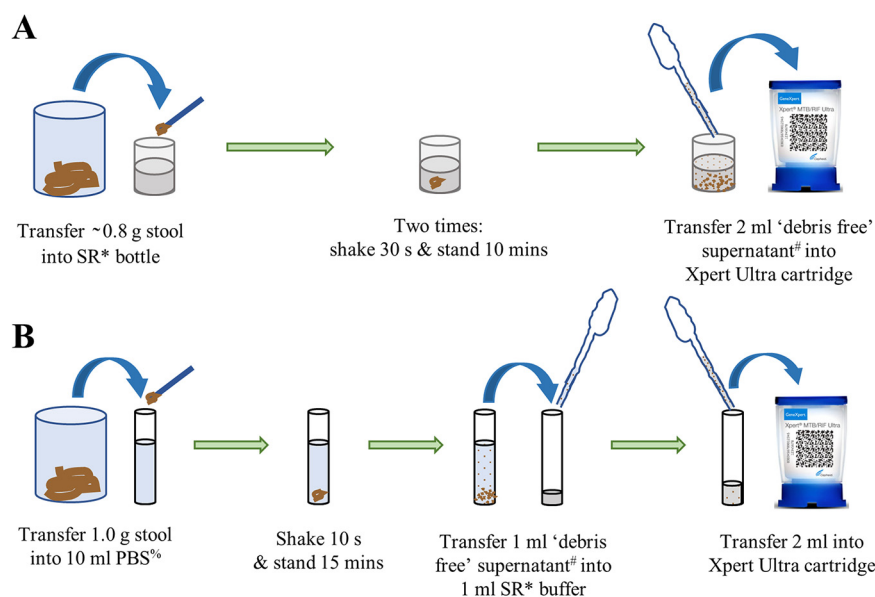 A
GeneXpert
Xpert® MTB/RIF Ultra
Transfer ~0.8 g stool
into SR* bottle
Two times:
shake 30 s & stand 10 mins
Transfer 2 ml ‘debris free’
supernatant# into
Xpert Ultra cartridge
B
GeneXpert
Xpert® MTB/RIF Ultra
Transfer 1.0 g stool
into 10 ml PBS%
Shake 10 s
& stand 15 mins
Transfer 1 ml ‘debris
free’ supernatant# into
1 ml SR* buffer
Transfer 2 ml into
Xpert Ultra cartridge